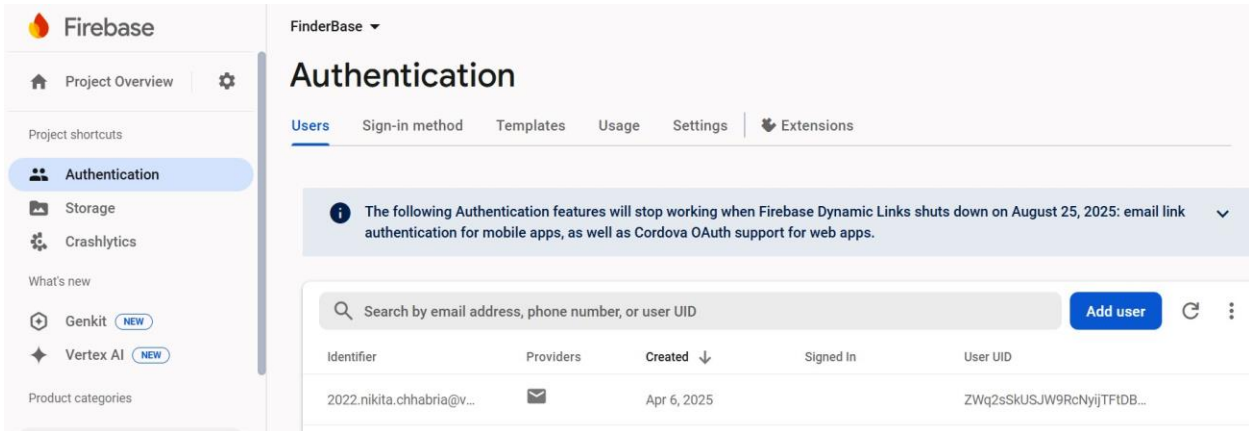 Firebase
Project Overview
Project shortcuts
Authentication
Storage
Crashlytics
What's new
Genkit NEW
Vertex AI NEW
Product categories
FinderBase
Authentication
Users Sign-in method Templates Usage Settings Extensions
The following Authentication features will stop working when Firebase Dynamic Links shuts down on August 25, 2025: email link
authentication for mobile apps, as well as Cordova OAuth support for web apps.
Search by email address, phone number, or user UID Add user
Identifier Providers Created Signed In User UID
2022.nikita.chhabria@v... Apr 6, 2025 ZWq2sSkUSJW9RcNyijTFtDB...